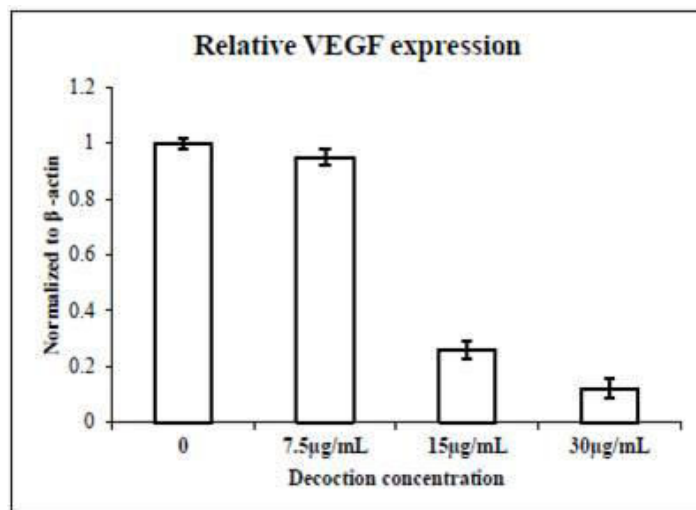 Relative VEGF expression
Normalized to β -actin
1.2
1
0.8
0.6
0.4
0.2
0
0 7.5µg/mL 15µg/mL 30µg/mL
Decoction concentration